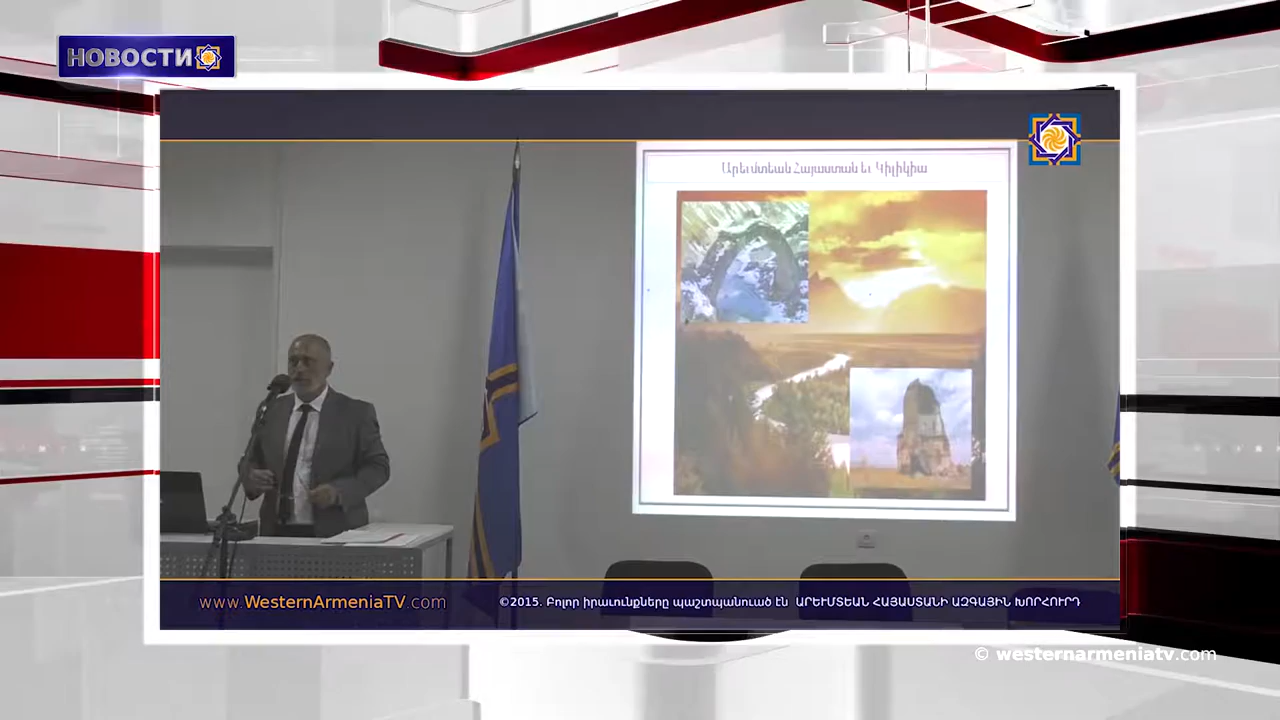 НОВОСТИ
Արեւմտեան Հայաստան եւ Կիլիկիա
www.WesternArmeniaTV.com
©2015. Բոլոր իրաւունքները պաշտպանուած են ԱՐԵՒՄՏԵԱՆ ՀԱՅԱՍՏԱՆԻ ԱԶԳԱՅԻՆ ԽՈՐՀՈՒՐԴ
© westernarmeniatv.com